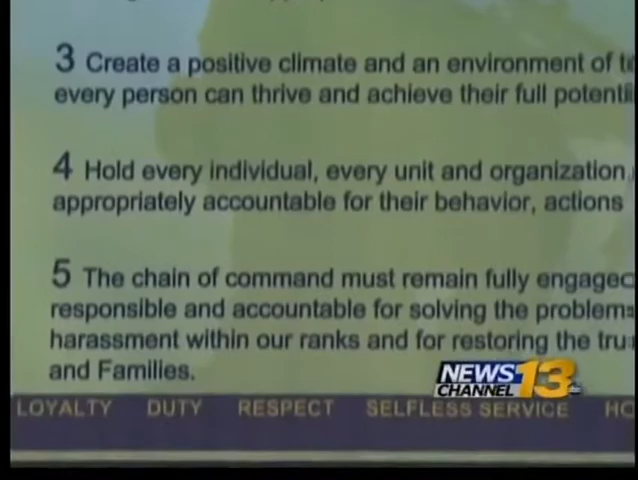 3 Create a positive climate and an environment of
every person can thrive and achieve their full
4 Hold every individual, every unit and organization
appropriately accountable for their behavior, actions
5 The chain of command must remain fully
responsible and accountable for solving the
harassment within our ranks and for restoring the
and Families.
NEWS 13
CHANNEL
LOYALTY DUTY RESPECT SELFLESS SERVICE